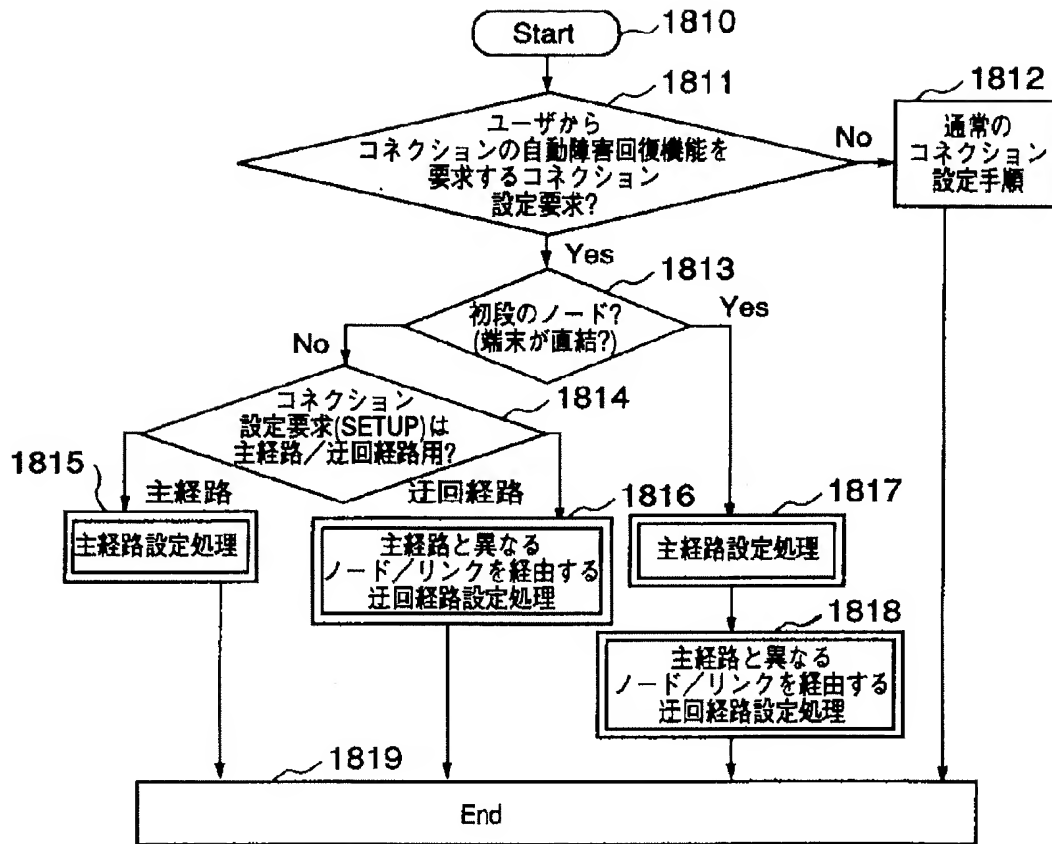 Start
1810
1811
ユーザから
コネクションの自動障害回復機能を
要求するコネクション
設定要求?
No
1812
通常の
コネクション
設定手順
Yes
1813
初段のノード?
(端末が直結?)
Yes
No
1814
コネクション
設定要求(SETUP)は
主経路/迂回経路用?
1815
主経路
迂回経路
主経路設定処理
1816
主経路と異なる
ノード/リンクを経由する
迂回経路設定処理
1817
主経路設定処理
1818
主経路と異なる
ノード/リンクを経由する
迂回経路設定処理
1819
End